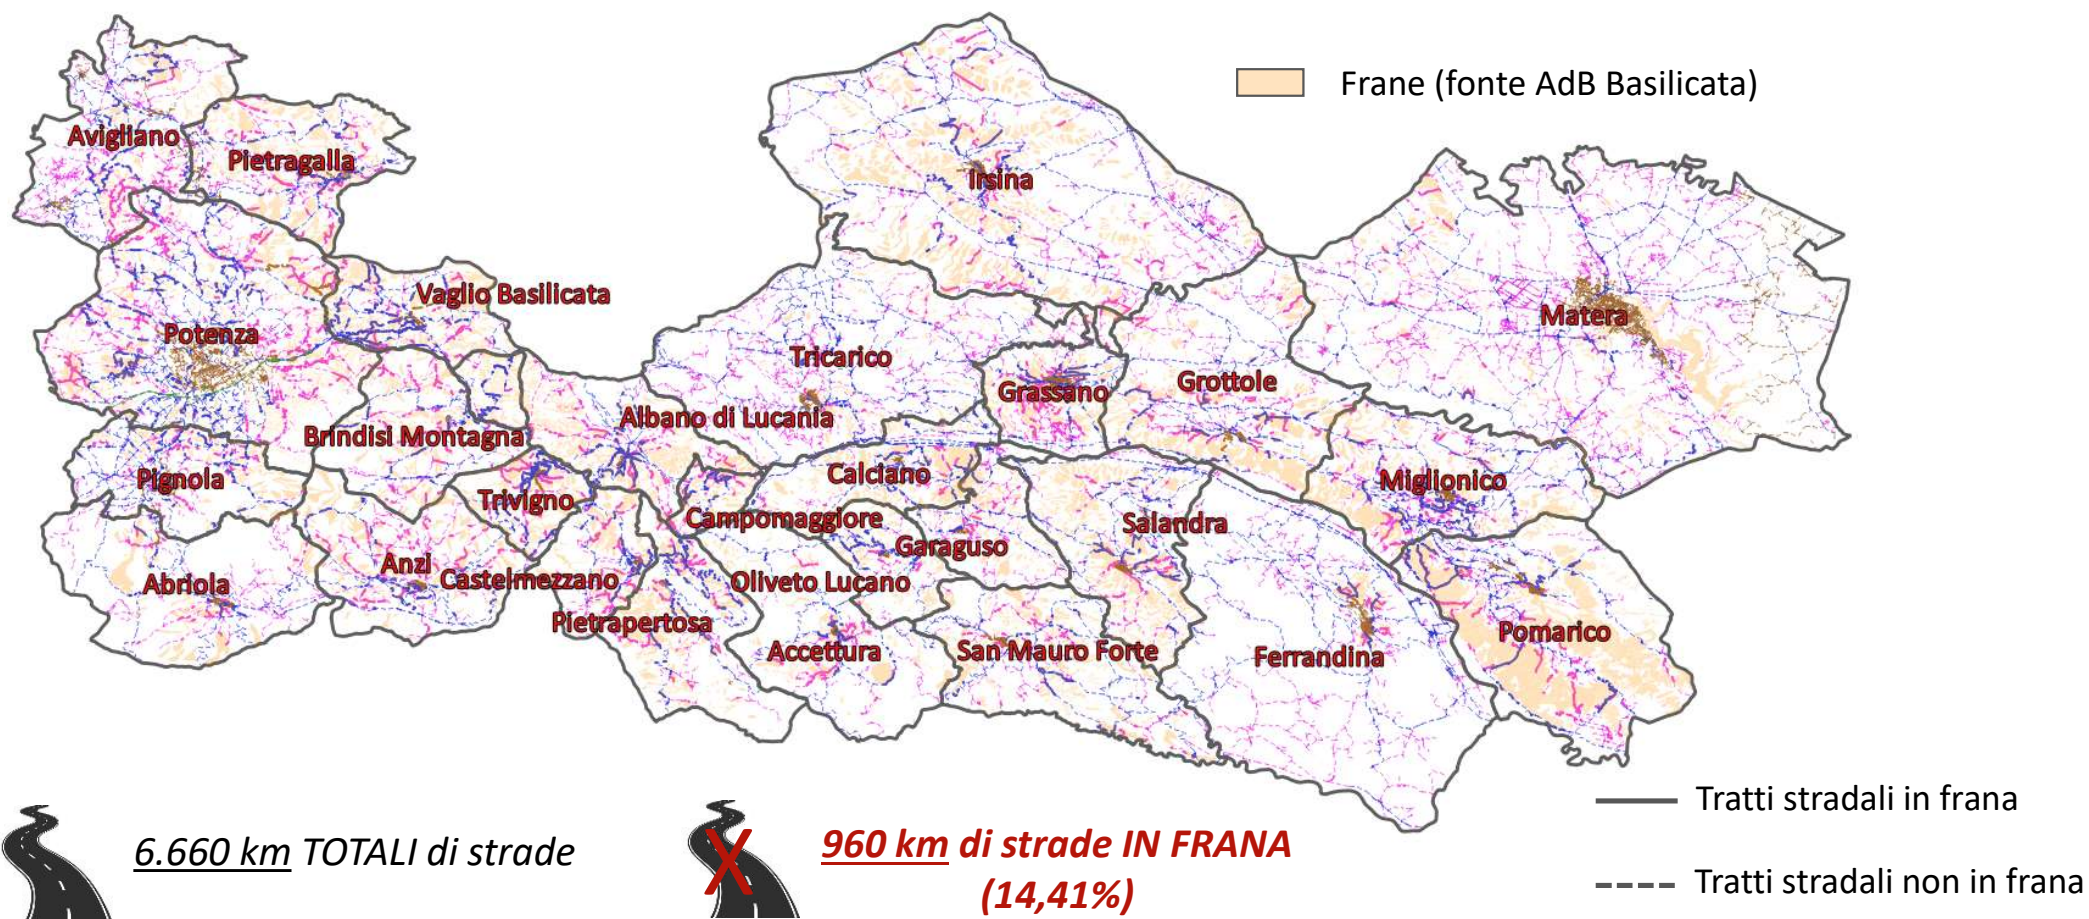 Frane (fonte AdB Basilicata)
Avigliano
Pietragalla
Irsina
Vaglio Basilicata
Matera
Potenza
Tricarico
Grassano
Grottole
Albano di Lucania
Brindisi Montagna
Pignola
Calciano
Miglionico
Trivigno
Campomaggiore
Salandra
Garaguso
Anzi
Castelmezzano
Oliveto Lucano
Abriola
Pietrapertosa
Pomarico
Accettura
San Mauro Forte
Ferrandina
Tratti stradali in frana
6.660 km TOTALI di strade
960 km di strade IN FRANA
(14,41%)
Tratti stradali non in frana